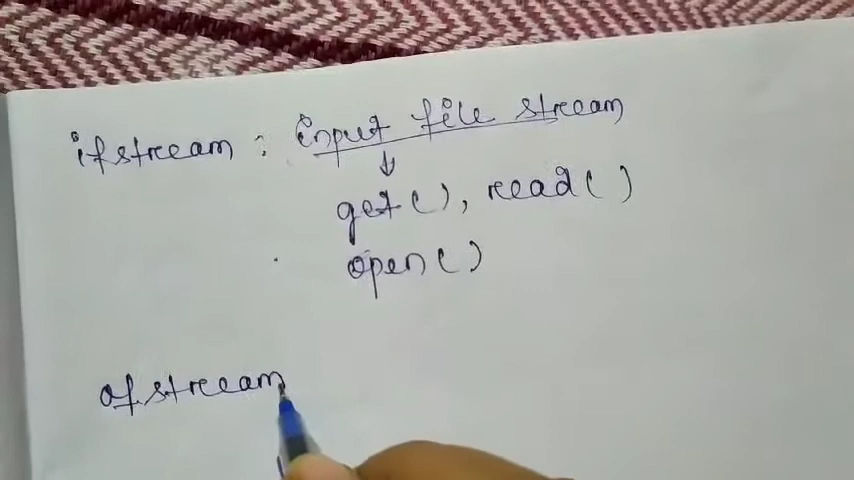 ifstream : input file stream
↓
get(), read()
open()
ofstream